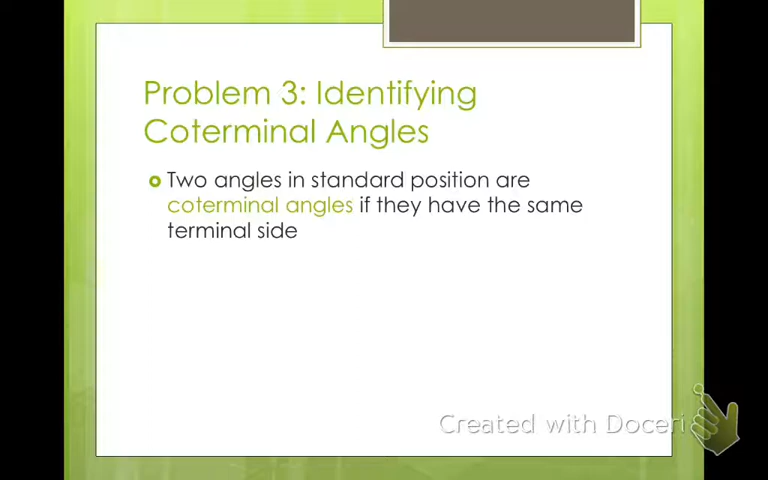 Problem 3: Identifying
Coterminal Angles
Two angles in standard position are
coterminal angles if they have the same
terminal side
Created with Doceri